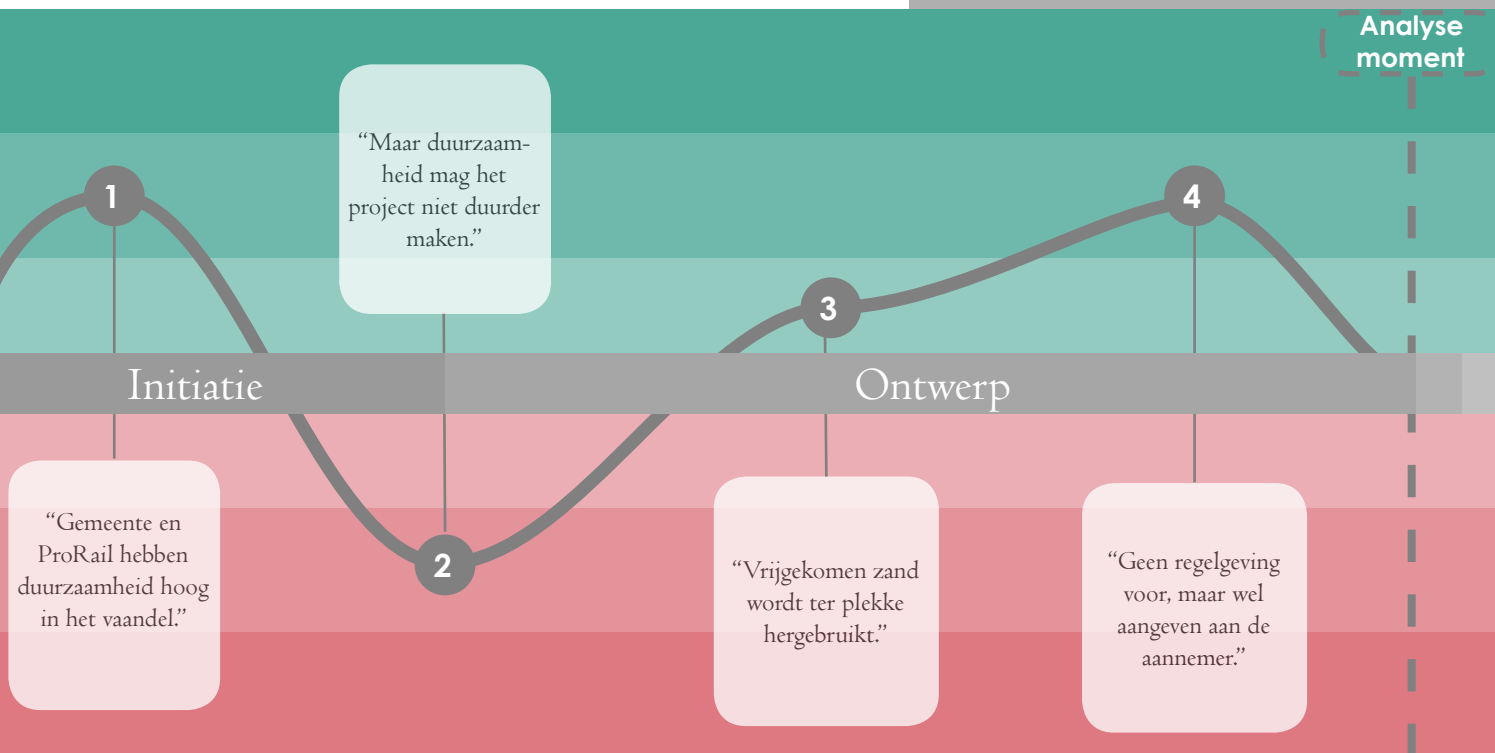 Analyse
moment
1
“Maar duurzaam-
heid mag het
project niet duurder
maken.”
4
3
Initiatie
Ontwerp
“Gemeente en
ProRail hebben
duurzaamheid hoog
in het vaandel.”
2
“Vrijgekomen zand
wordt ter plekke
hergebruikt.”
“Geen regelgeving
voor, maar wel
aangeven aan de
aannemer.”